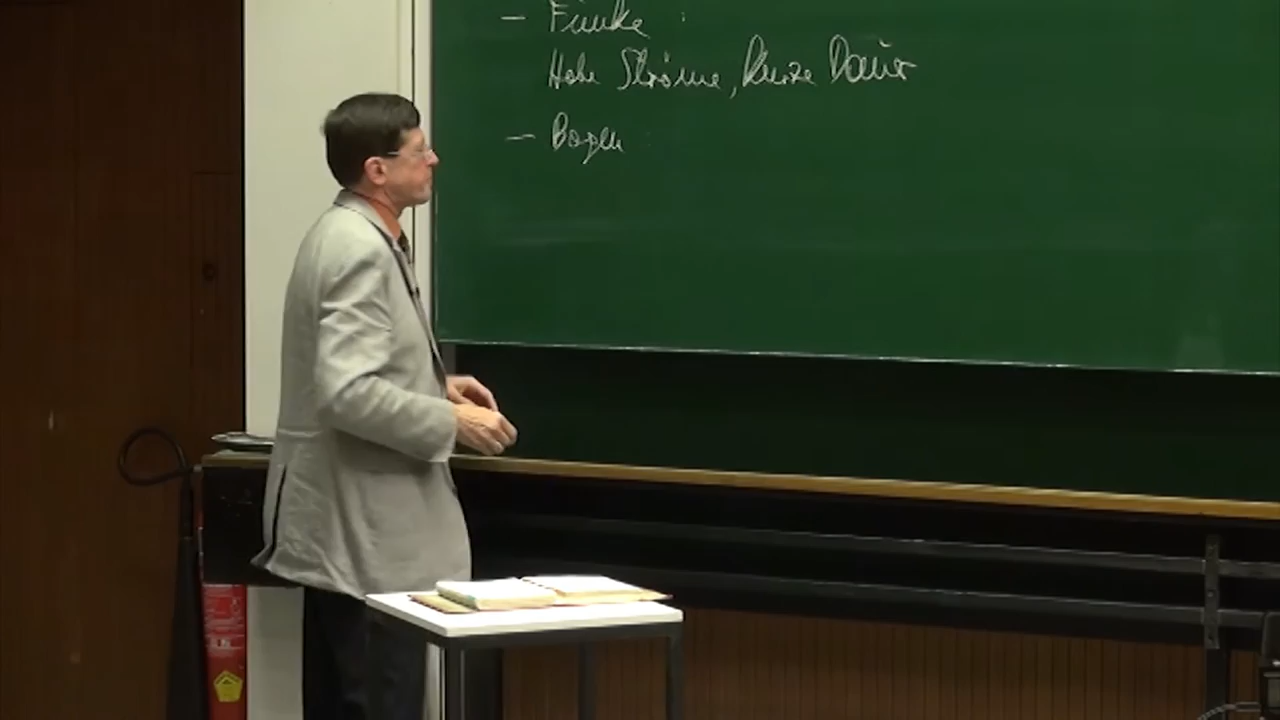 – Funke :
Hohe Ströme, Kurze Dauer
– Bogen :